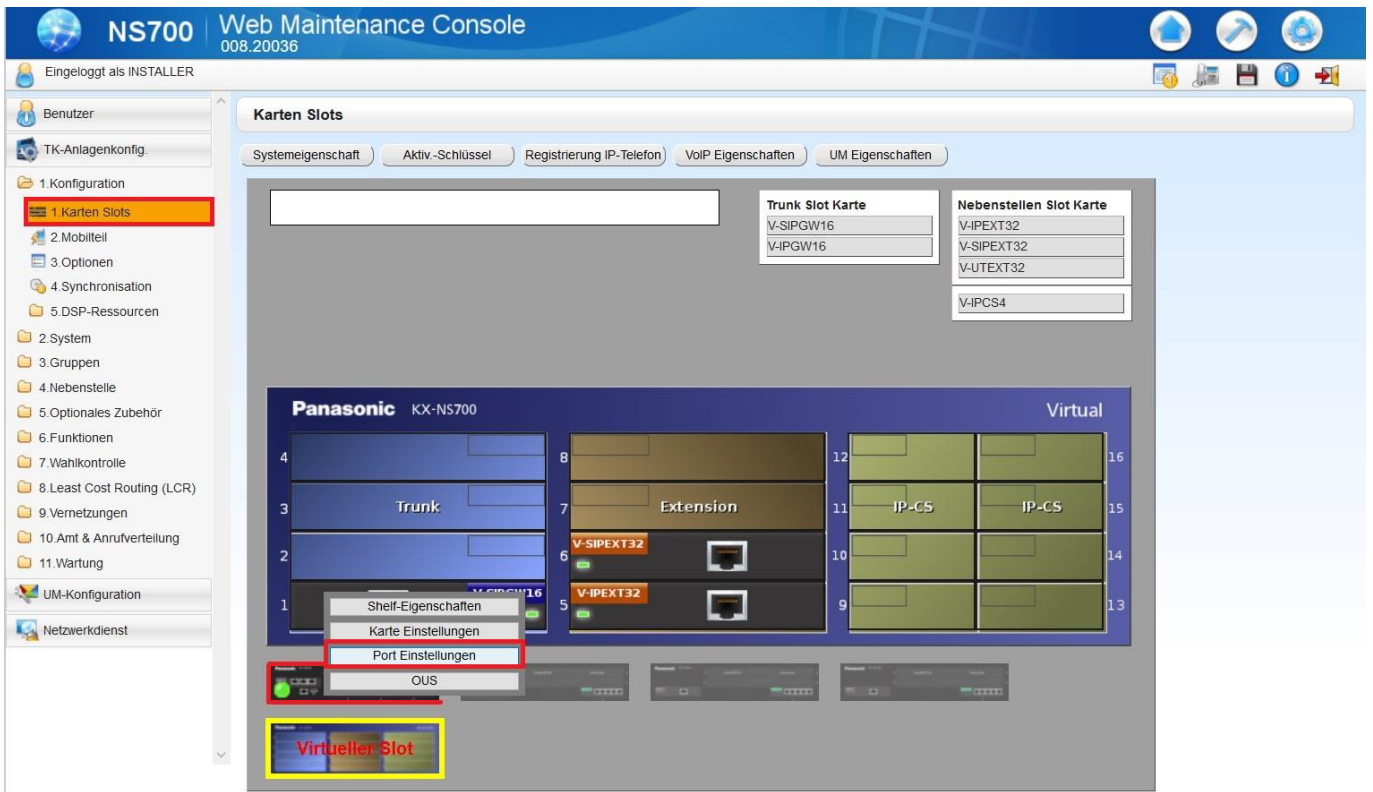 NS700
Web Maintenance Console
008.20036
Eingeloggt als INSTALLER
Benutzer
TK-Anlagenkonfig.
1.Konfiguration
1.Karten Slots
2.Mobilteil
3.Optionen
4.Synchronisation
5.DSP-Ressourcen
2.System
3.Gruppen
4.Nebenstelle
5.Optionales Zubehör
6.Funktionen
7.Wahlkontrolle
8.Least Cost Routing (LCR)
9.Vernetzungen
10.Amt & Anrufverteilung
11.Wartung
UM-Konfiguration
Netzwerkdienst
Karten Slots
Systemeigenschaft
Aktiv.-Schlüssel
Registrierung IP-Telefon
VoIP Eigenschaften
UM Eigenschaften
Trunk Slot Karte
V-SIPGW16
V-IPGW16
Nebenstellen Slot Karte
V-IPEXT32
V-SIPEXT32
V-UTEXT32
V-IPCS4
Panasonic KX-NS700 Virtual
4 8 12 16
3 Trunk 7 Extension 11 IP-CS IP-CS 15
2 6 V-SIPEXT32 10 14
1 V-SIPGW16 5 V-IPEXT32 9 13
Shelf-Eigenschaften
Karte Einstellungen
Port Einstellungen
OUS
Virtueller Slot